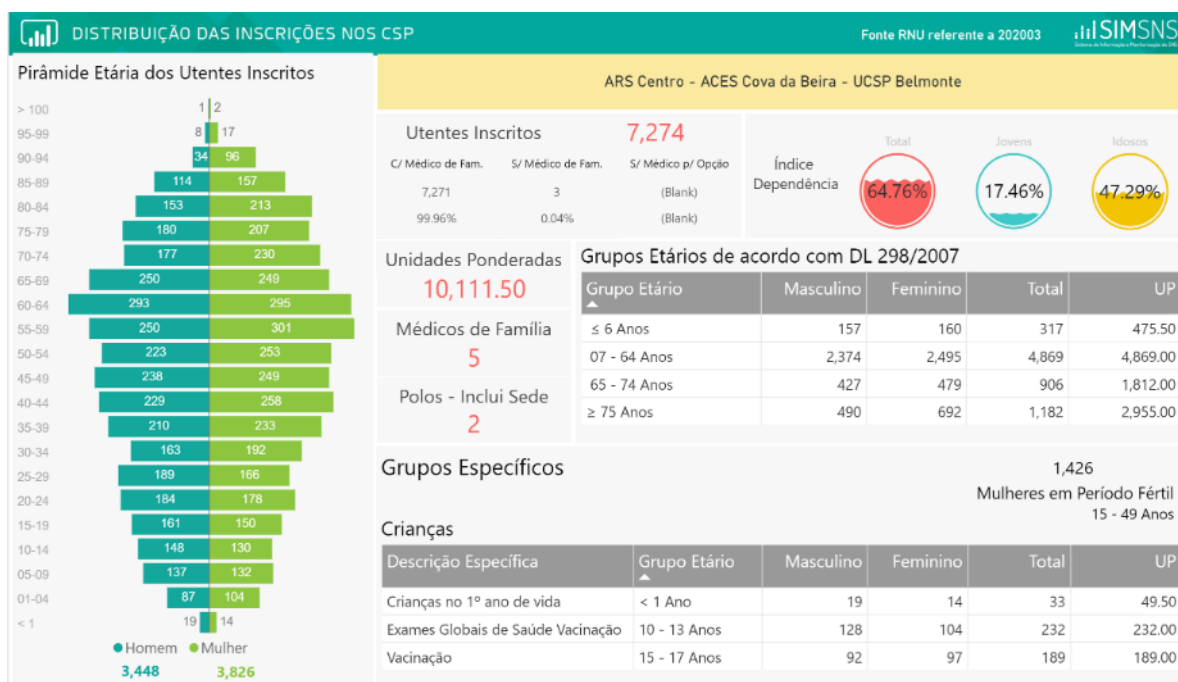 DISTRIBUIÇÃO DAS INSCRIÇÕES NOS CSP
Fonte RNU referente a 202003
SIMSNS
Pirâmide Etária dos Utentes Inscritos
> 100 1 2
95-99 8 17
90-94 34 96
85-89 114 157
80-84 153 213
75-79 180 207
70-74 177 230
65-69 250 249
60-64 293 295
55-59 250 301
50-54 223 253
45-49 238 249
40-44 229 258
35-39 210 233
30-34 163 192
25-29 189 166
20-24 184 178
15-19 161 150
10-14 148 130
05-09 137 132
01-04 87 104
< 1 19 14
Homem Mulher
3,448 3,826
ARS Centro - ACES Cova da Beira - UCSP Belmonte
Utentes Inscritos 7,274
C/ Médico de Fam. S/ Médico de Fam. S/ Médico p/ Opção
7,271 3 (Blank)
99.96% 0.04% (Blank)
Índice
Dependência
Total Jovens Idosos
64.76% 17.46% 47.29%
Unidades Ponderadas
10,111.50
Médicos de Família
5
Polos - Inclui Sede
2
Grupos Etários de acordo com DL 298/2007
Grupo Etário Masculino Feminino Total UP
≤ 6 Anos 157 160 317 475.50
07 - 64 Anos 2,374 2,495 4,869 4,869.00
65 - 74 Anos 427 479 906 1,812.00
≥ 75 Anos 490 692 1,182 2,955.00
Grupos Específicos
1,426
Mulheres em Período Fértil
15 - 49 Anos
Crianças
Descrição Específica Grupo Etário Masculino Feminino Total UP
Crianças no 1º ano de vida < 1 Ano 19 14 33 49.50
Exames Globais de Saúde Vacinação 10 - 13 Anos 128 104 232 232.00
Vacinação 15 - 17 Anos 92 97 189 189.00